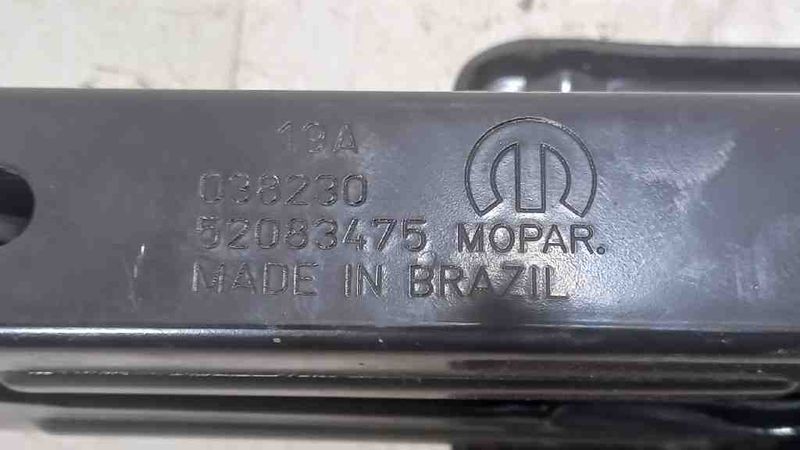 19A
038230
52083475 MOPAR.
MADE IN BRAZIL